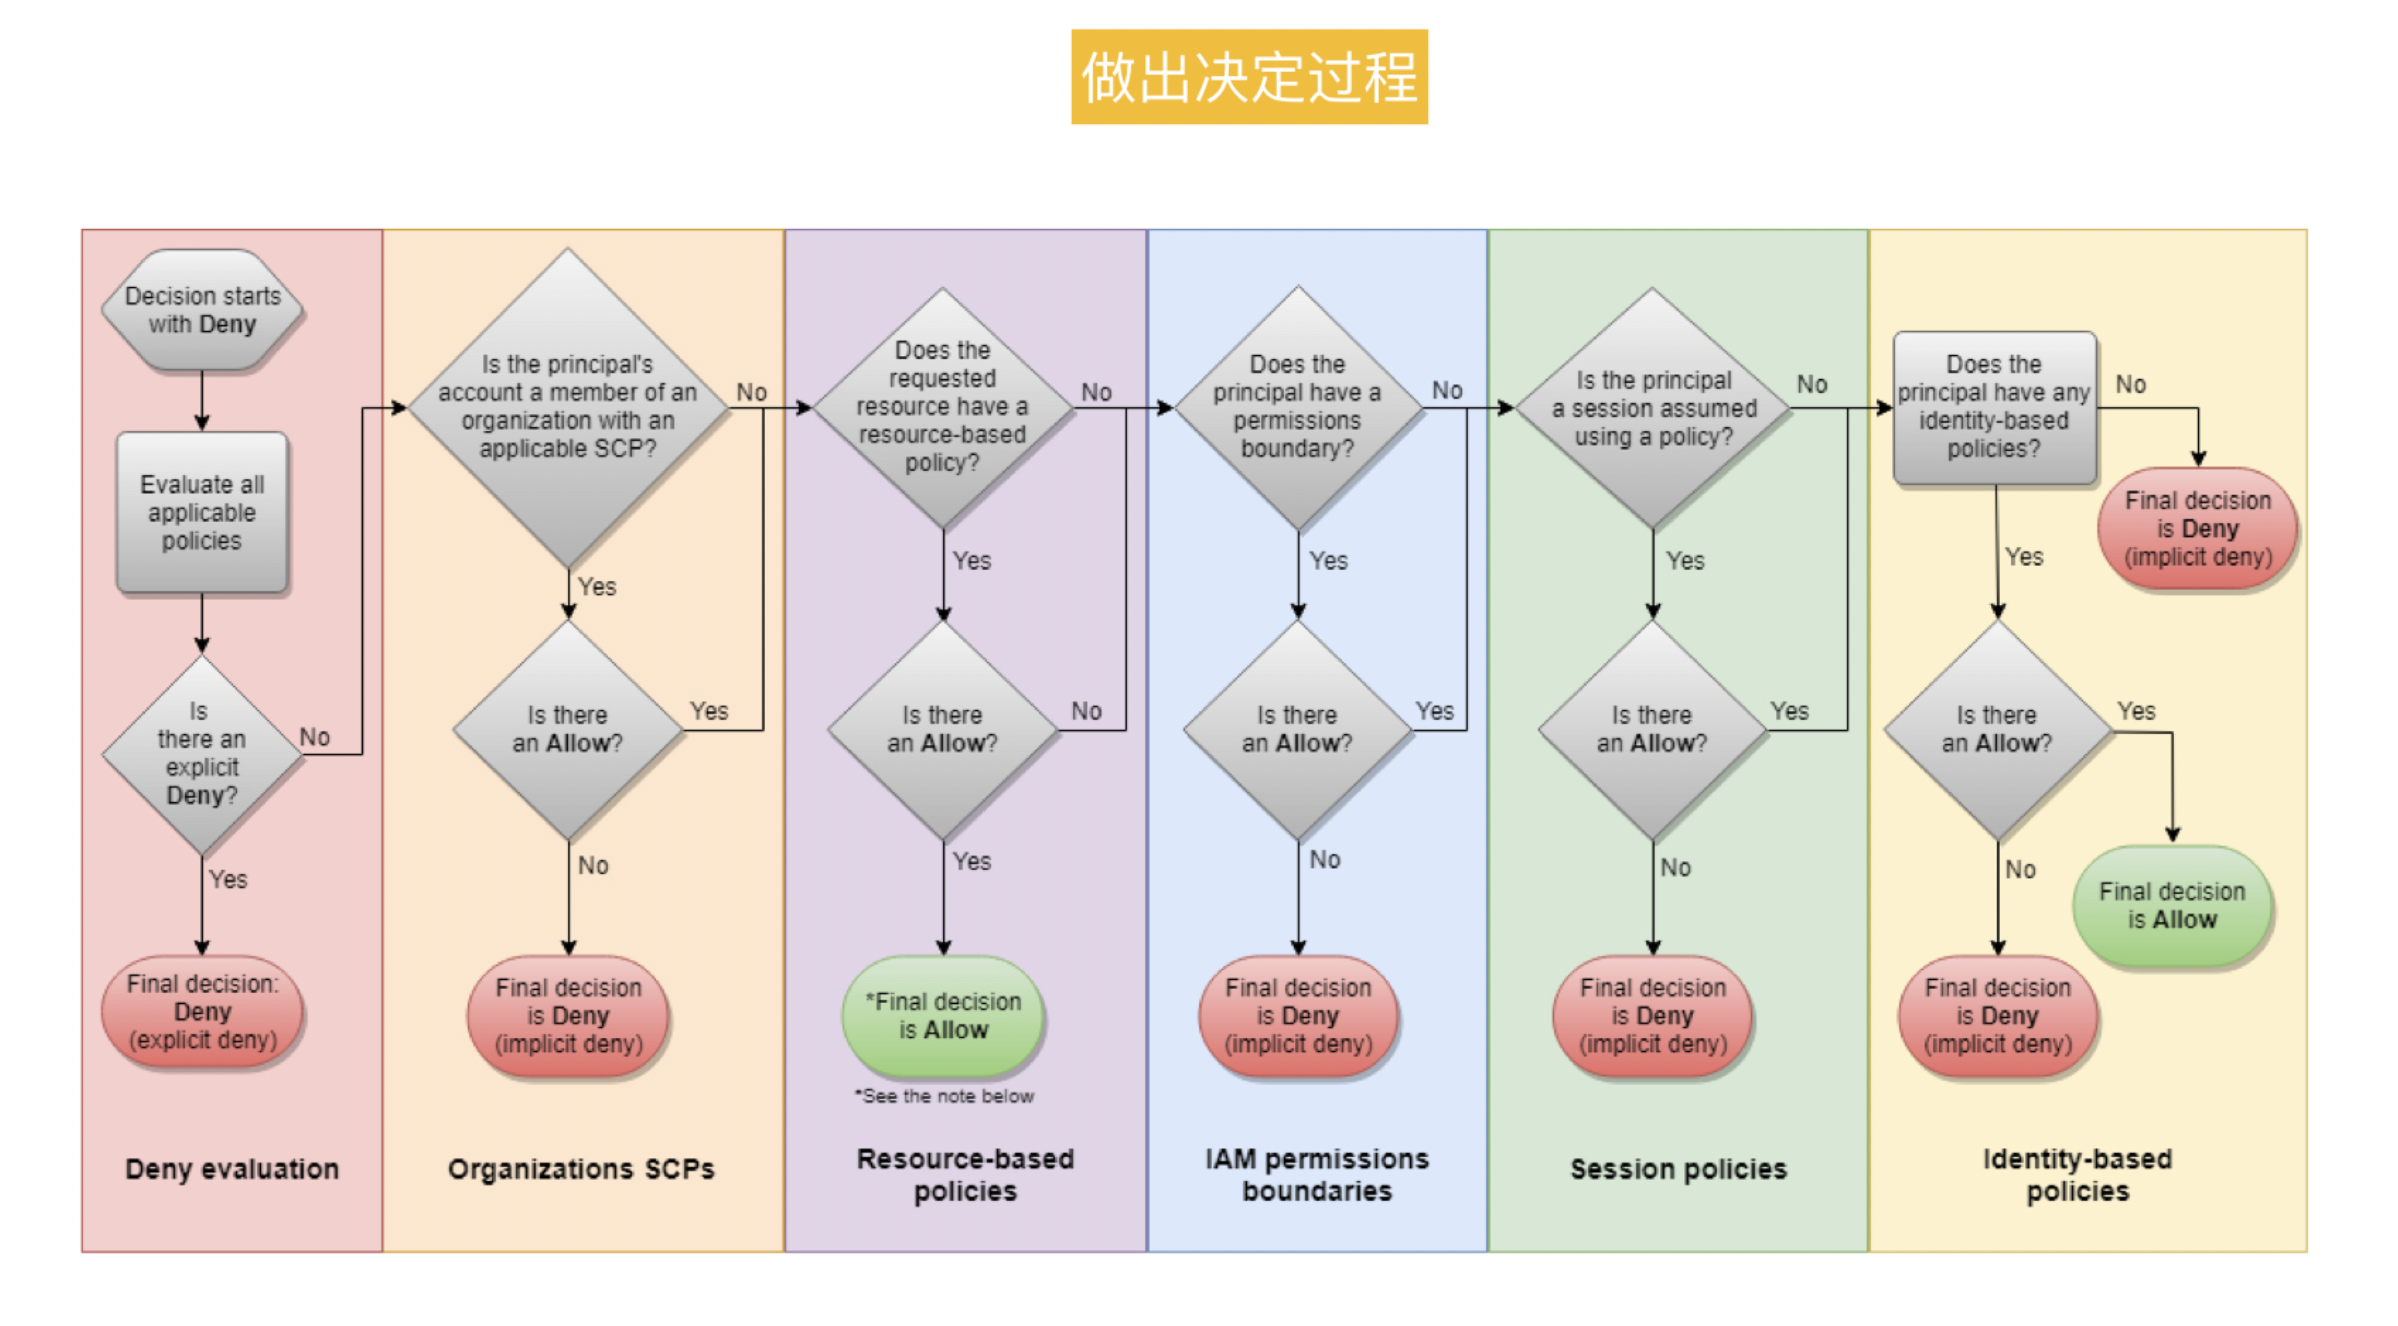 做出决定过程
Decision starts
with Deny
Evaluate all
applicable
policies
Is
there an
explicit
Deny?
No
Yes
Final decision:
Deny
(explicit deny)
Deny evaluation
Is the principal's
account a member of an
organization with an
applicable SCP?
No
Yes
Is there
an Allow?
Yes
No
Final decision
is Deny
(implicit deny)
Organizations SCPs
Does the
requested
resource have a
resource-based
policy?
No
Yes
Is there
an Allow?
No
Yes
*Final decision
is Allow
*See the note below
Resource-based
policies
Does the
principal have a
permissions
boundary?
No
Yes
Is there
an Allow?
Yes
No
Final decision
is Deny
(implicit deny)
IAM permissions
boundaries
Is the principal
a session assumed
using a policy?
No
Yes
Is there
an Allow?
Yes
No
Final decision
is Deny
(implicit deny)
Session policies
Does the
principal have any
identity-based
policies?
No
Final decision
is Deny
(implicit deny)
Yes
Is there
an Allow?
Yes
Final decision
is Allow
No
Final decision
is Deny
(implicit deny)
Identity-based
policies